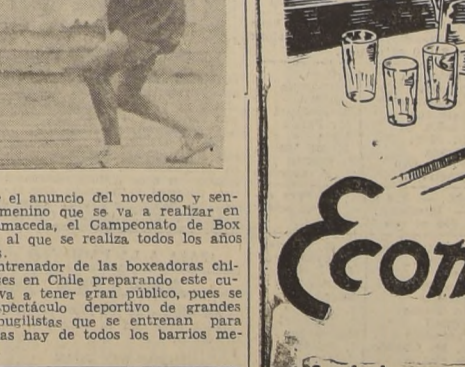 el anuncio del novedoso y sen-
menino que se va a realizar en
maceda, el Campeonato de Box
al que se realiza todos los años
ntrenador de las boxeadoras chi-
es en Chile preparando este cu-
va a tener gran público, pues se
pectáculo deportivo de grandes
pugilistas que se entrenan para
as hay de todos los barrios me-
Econ